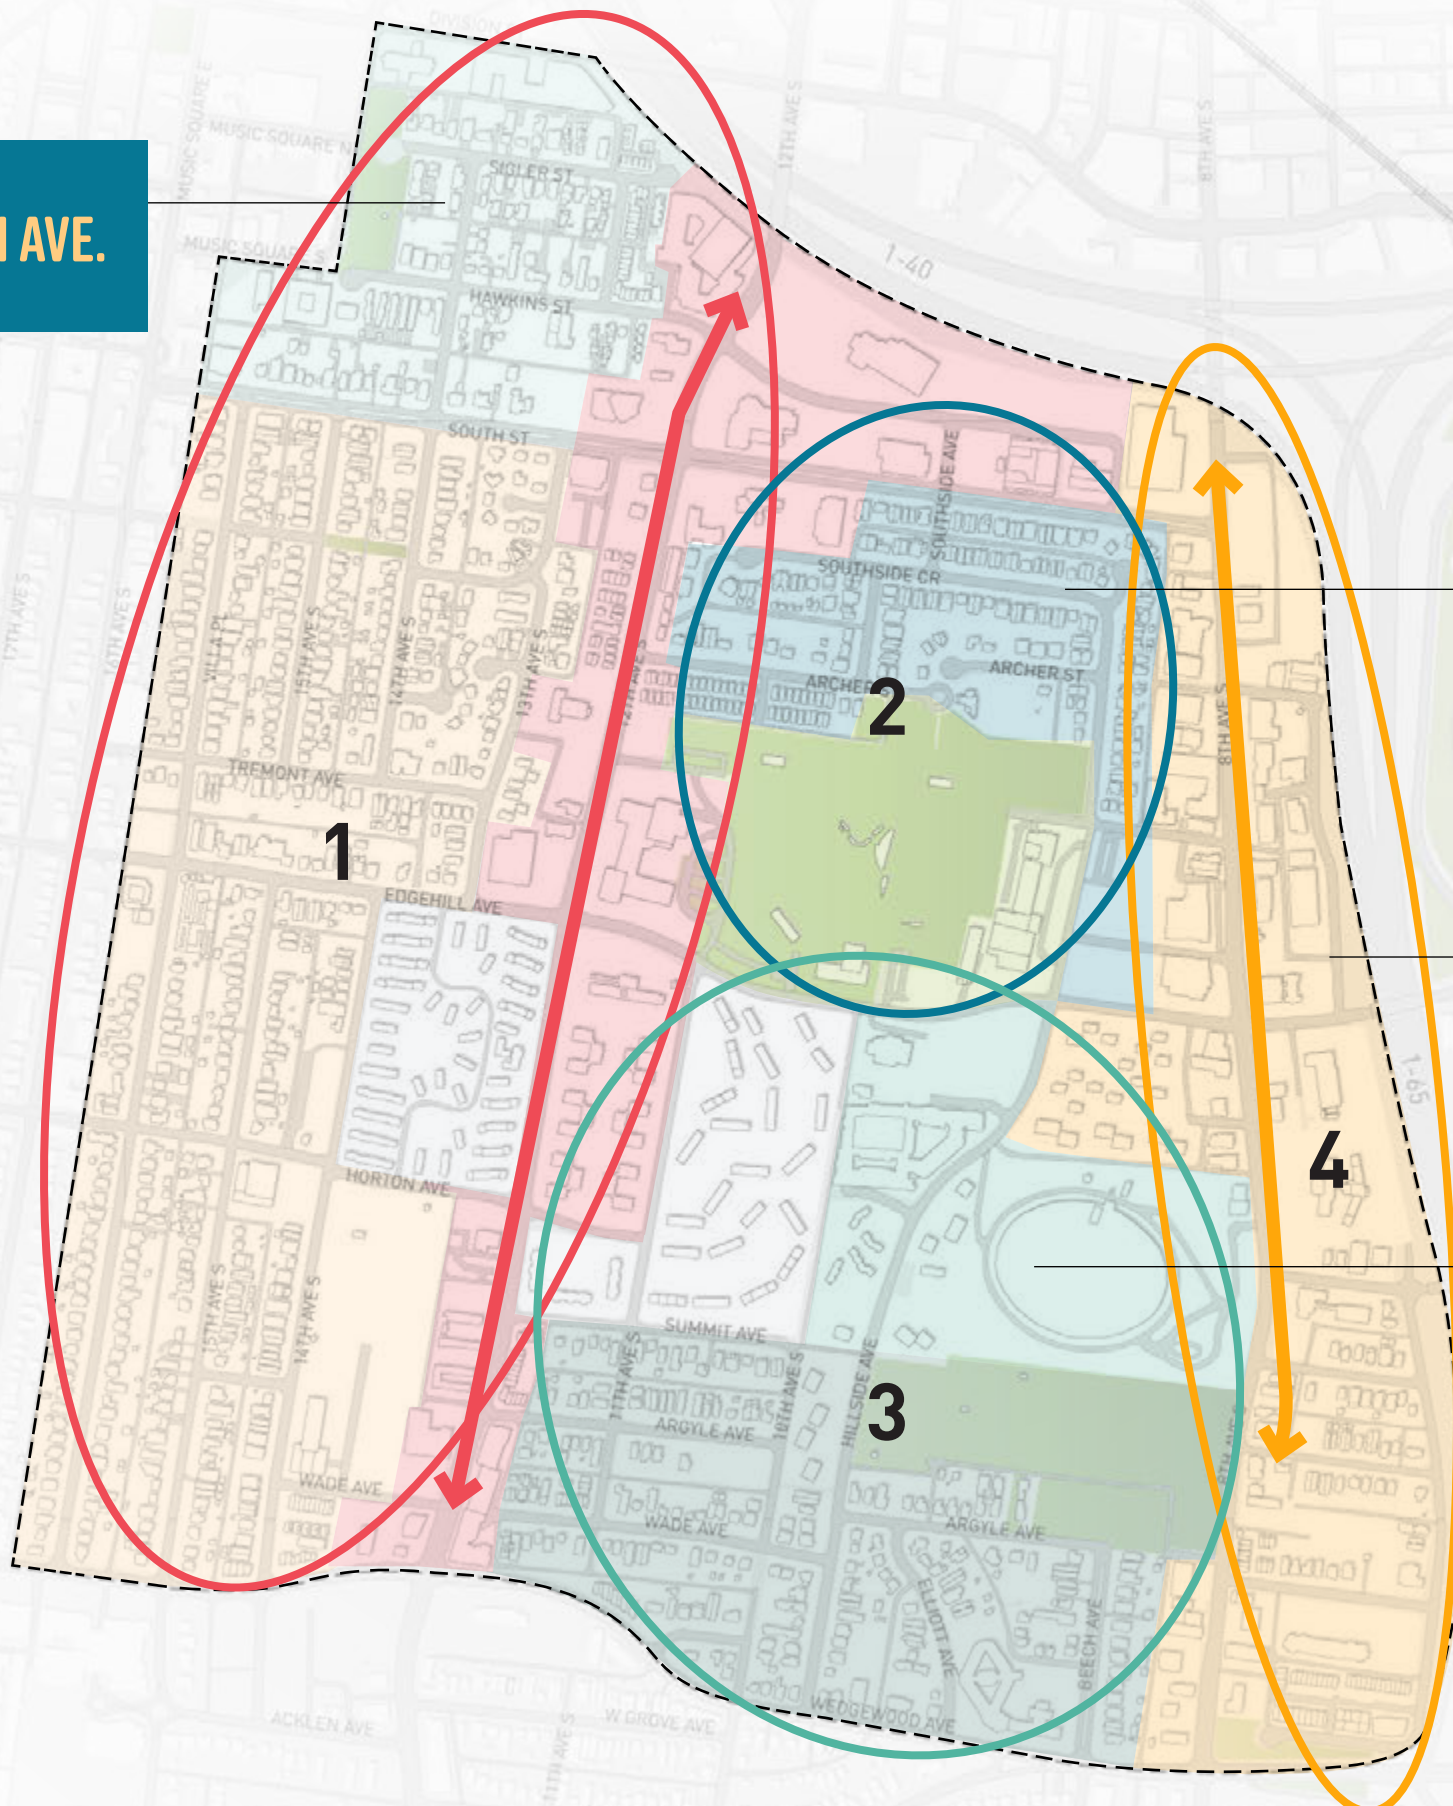 DIVISION
MUSIC SQUARE E
MUSIC SQUARE N
12TH AVE S
8TH AVE S
SIGLER ST
AVE.
MUSIC SQUARE S
I-40
HAWKINS ST
SOUTH ST
SOUTHSIDE AVE
SOUTHSIDE CR
17TH AVE S
16TH AVE S
VILLA PL
15TH AVE S
14TH AVE S
13TH AVE S
12TH AVE S
ARCHER ST
ARCHER
2
8TH AVE S
TREMONT AVE
1
EDGEHILL AVE
I-65
4
HORTON AVE
15TH AVE S
14TH AVE S
SUMMIT AVE
11TH AVE S
10TH AVE S
HILLSIDE AVE
3
ARGYLE AVE
8TH AVE S
WADE AVE
WADE AVE
ARGYLE AVE
ELLIOTT AVE
BEECH AVE
WEDGEWOOD AVE
ACKLEN AVE
W GROVE AVE
11TH AVE S